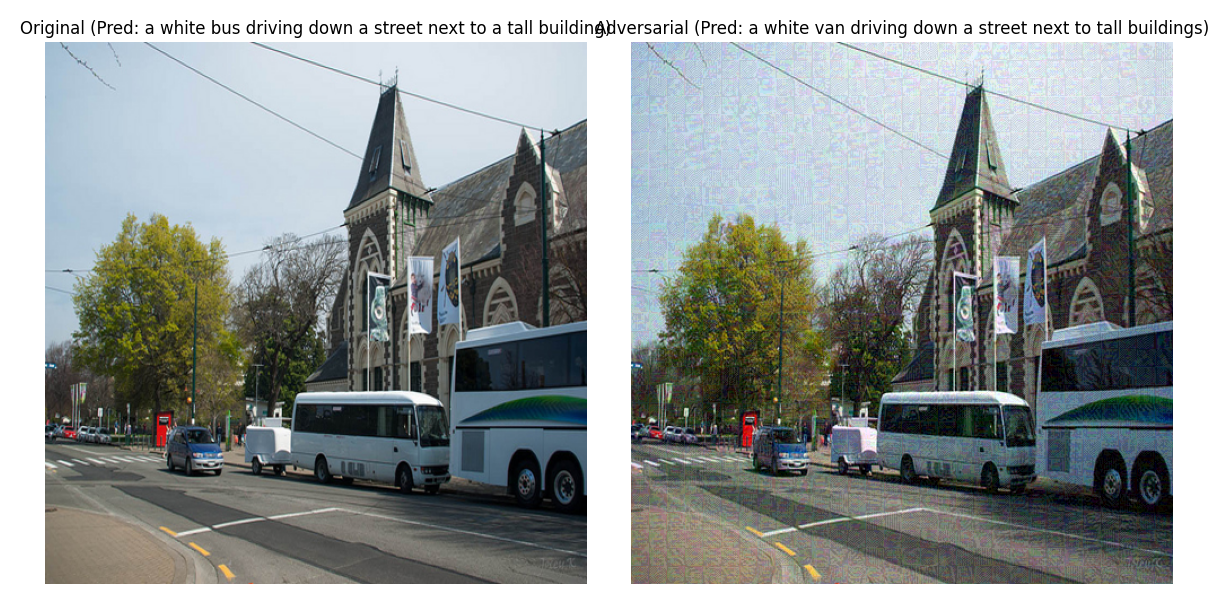 Original (Pred: a white bus driving down a street next to a tall building)
Adversarial (Pred: a white van driving down a street next to tall buildings)